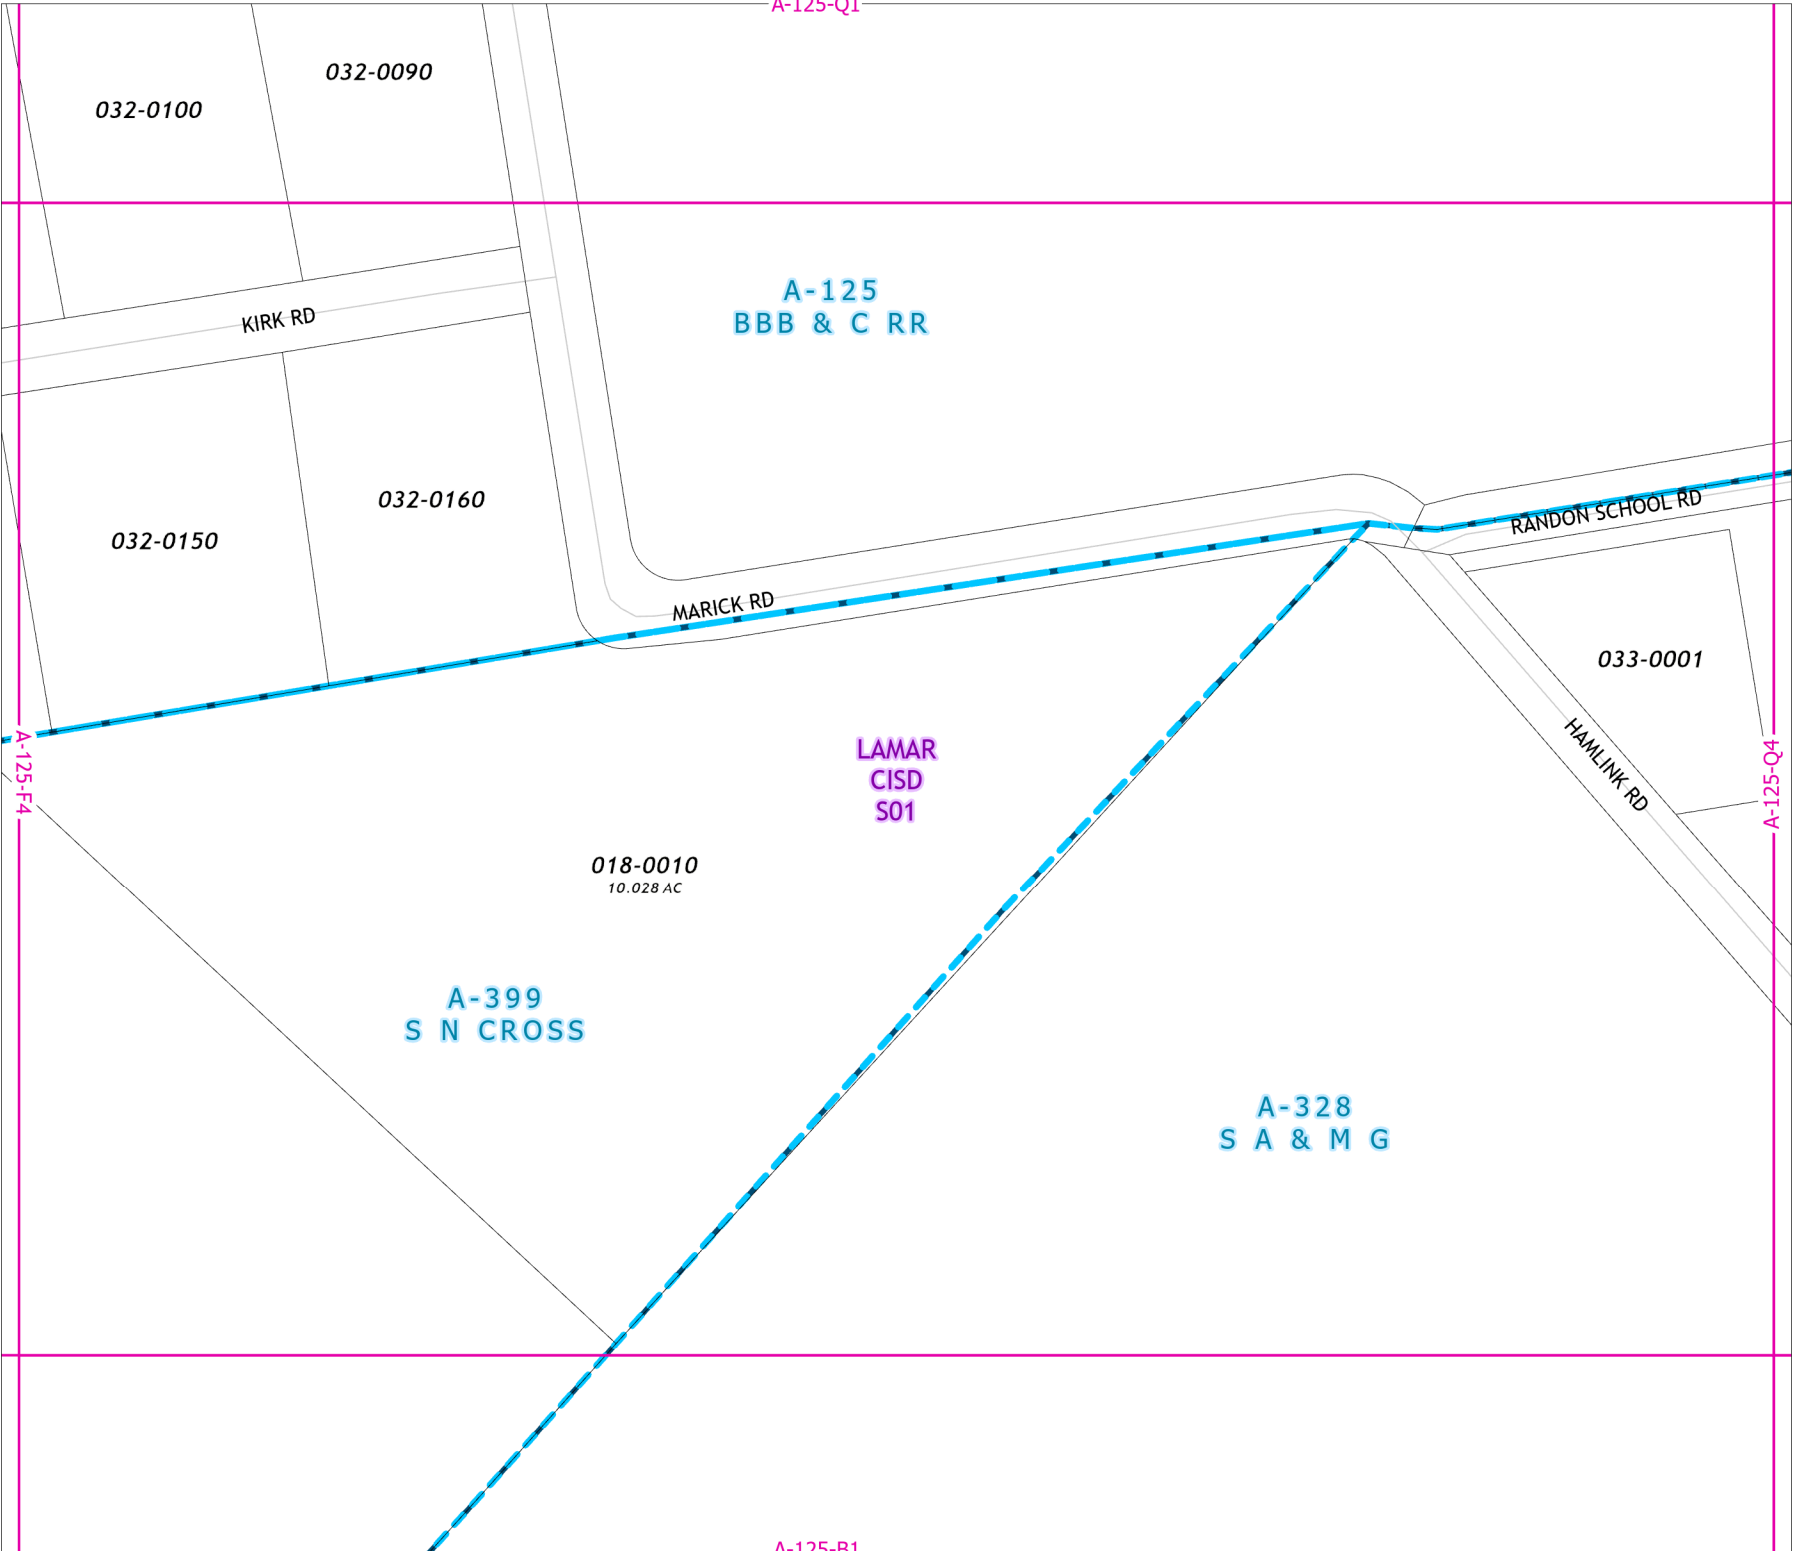 A-125-Q1
032-0090
032-0100
A-125
BBB & C RR
KIRK RD
032-0160
RANDON SCHOOL RD
032-0150
MARICK RD
033-0001
A-125-F4
LAMAR
CISD
S01
HAMLINK RD
A-125-Q4
018-0010
10.028 AC
A-399
S N CROSS
A-328
S A & M G
A-125-B1